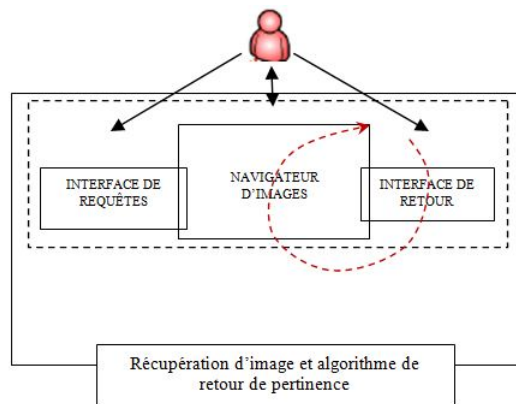 INTERFACE DE
REQUÊTES
NAVIGATEUR
D'IMAGES
INTERFACE DE
RETOUR
Récupération d'image et algorithme de
retour de pertinence